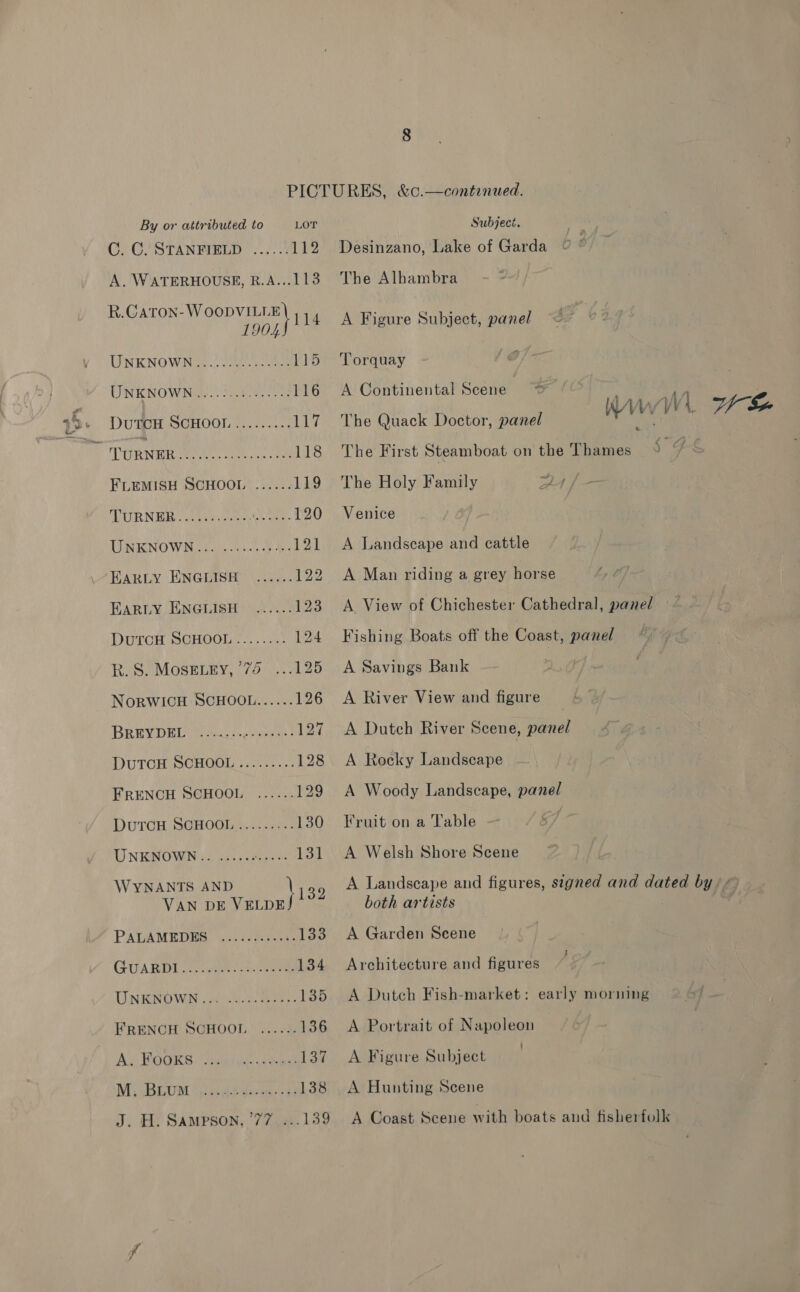 8
PICTURES, &c.—continued.
By or attributed to LOT Subject.
C. C. STANFIELD ......112 Desinzano, Lake of Garda
A. WATERHOUSE, R.A...113 The Alhambra
R.CATON-WOODVILLE 1904} 114 A Figure Subject, panel
UNKNOWN..............115 Torquay
UNKNOWN..............116 A Continental Scene
DUTCH SCHOOL.........117 The Quack Doctor, panel
TURNER................118 The First Steamboat on the Thames
FLEMISH SCHOOL ......119 The Holy Family 21/—
TURNER................120 Venice
UNKNOWN..............121 A Landscape and cattle
EARLY ENGLISH ......122 A Man riding a grey horse
EARLY ENGLISH ......123 A View of Chichester Cathedral, panel
DUTCH SCHOOL........ 124 Fishing Boats off the Coast, panel
R. S. MOSELEY, '75 ...125 A Savings Bank
NORWICH SCHOOL......126 A River View and figure
BREYDEL ..............127 A Dutch River Scene, panel
DUTCH SCHOOL.........128 A Rocky Landscape
FRENCH SCHOOL ......129 A Woody Landscape, panel
DUTCH SCHOOL.........130 Fruit on a Table
UNKNOWN.............. 131 A Welsh Shore Scene
WYNANTS AND VAN DE VELDE} 132 A Landscape and figures, signed and dated by
both artists
PALAMEDES ............133 A Garden Scene
GUARDI................134 Architecture and figures
UNKNOWN..............135 A Dutch Fish-market: early morning
FRENCH SCHOOL ......136 A Portrait of Napoleon
A. FOOKS ..............137 A Figure Subject
M. BLUM ..............138 A Hunting Scene
J. H. SAMPSON, '77 ...139 A Coast Scene with boats and fisherfolk